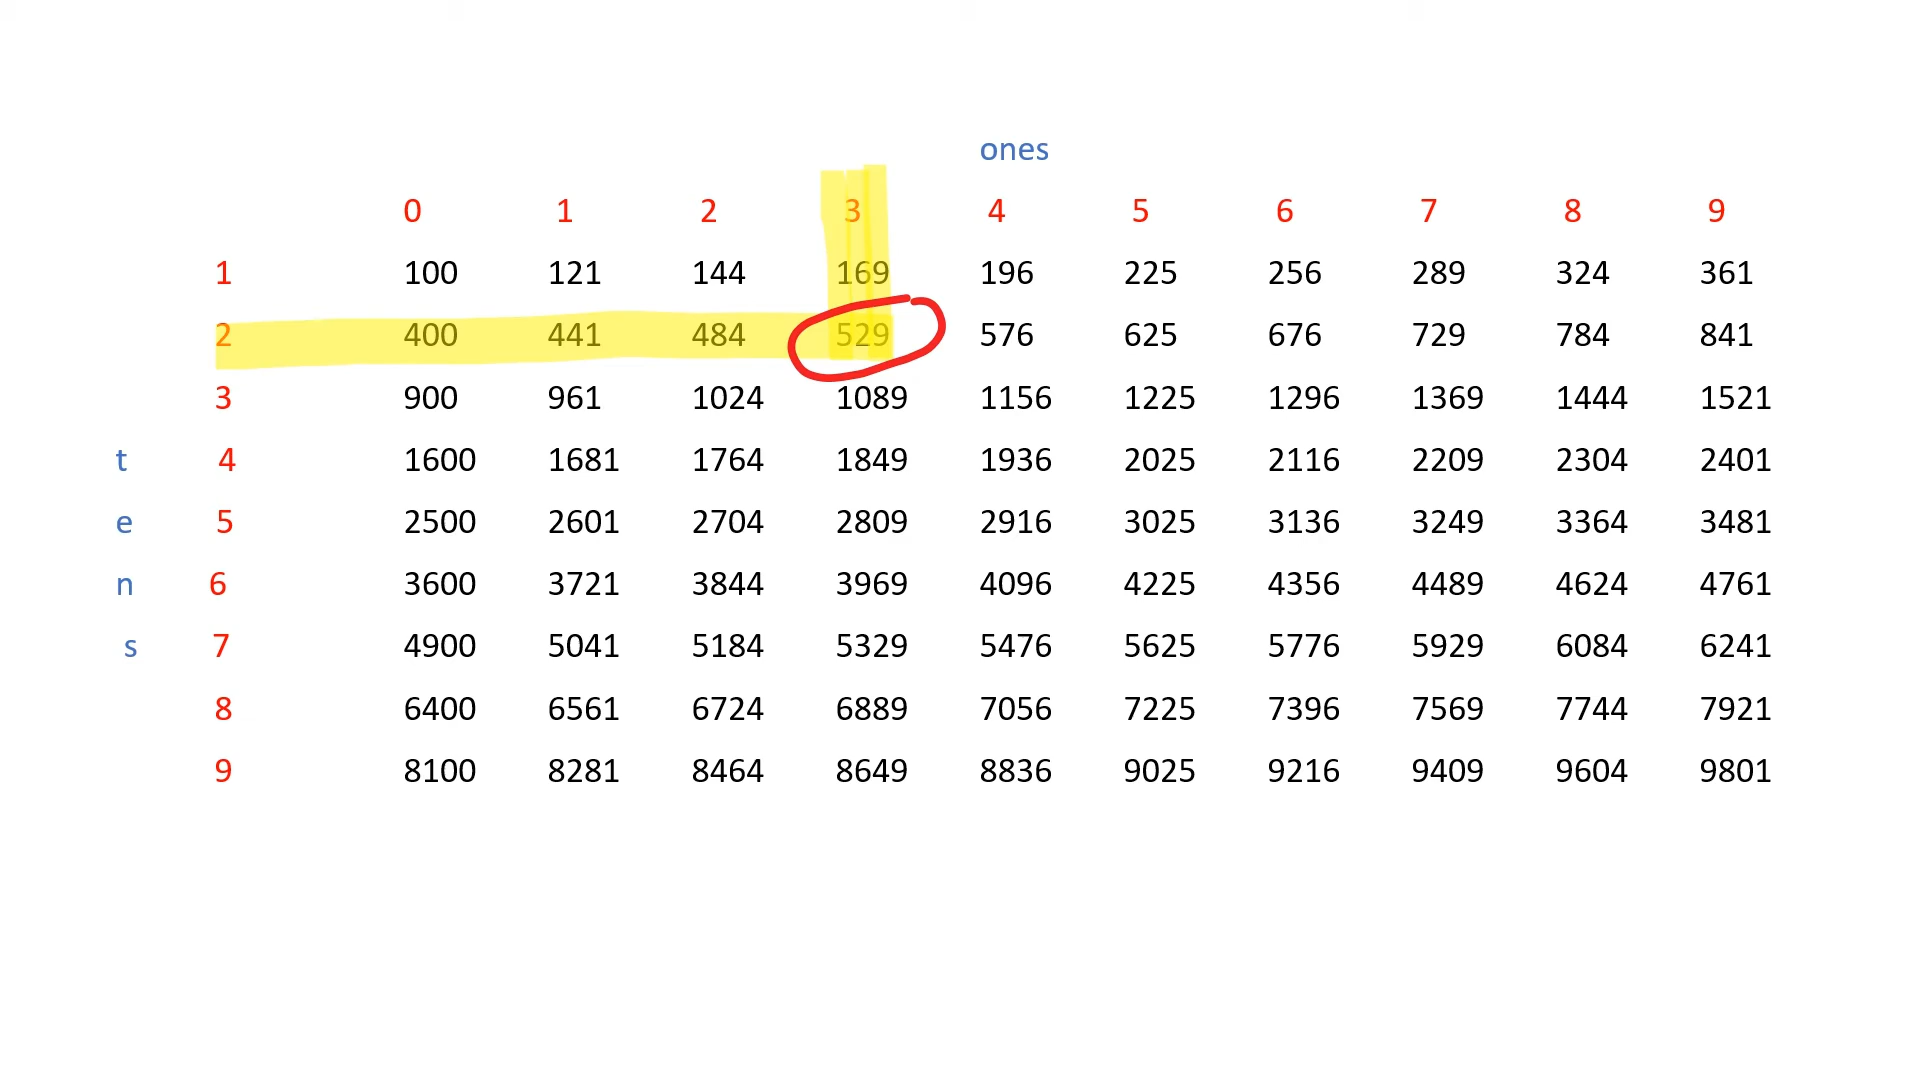 ones
0 1 2 3 4 5 6 7 8 9
1 100 121 144 169 196 225 256 289 324 361
2 400 441 484 529 576 625 676 729 784 841
3 900 961 1024 1089 1156 1225 1296 1369 1444 1521
t 4 1600 1681 1764 1849 1936 2025 2116 2209 2304 2401
e 5 2500 2601 2704 2809 2916 3025 3136 3249 3364 3481
n 6 3600 3721 3844 3969 4096 4225 4356 4489 4624 4761
s 7 4900 5041 5184 5329 5476 5625 5776 5929 6084 6241
8 6400 6561 6724 6889 7056 7225 7396 7569 7744 7921
9 8100 8281 8464 8649 8836 9025 9216 9409 9604 9801